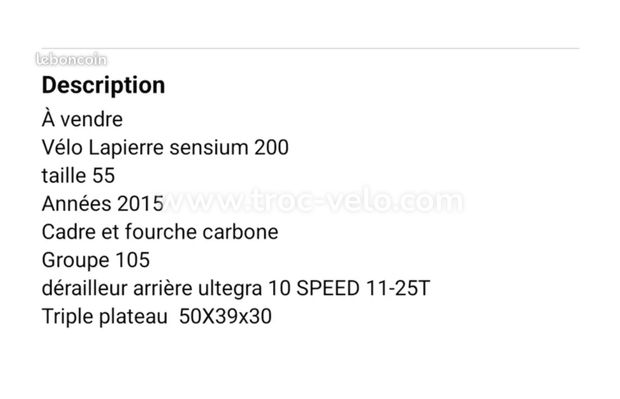 leboncoin
Description
À vendre
Vélo Lapierre sensium 200
taille 55
Années 2015
www.troc-velo.com
Cadre et fourche carbone
Groupe 105
dérailleur arrière ultegra 10 SPEED 11-25T
Triple plateau  50X39x30